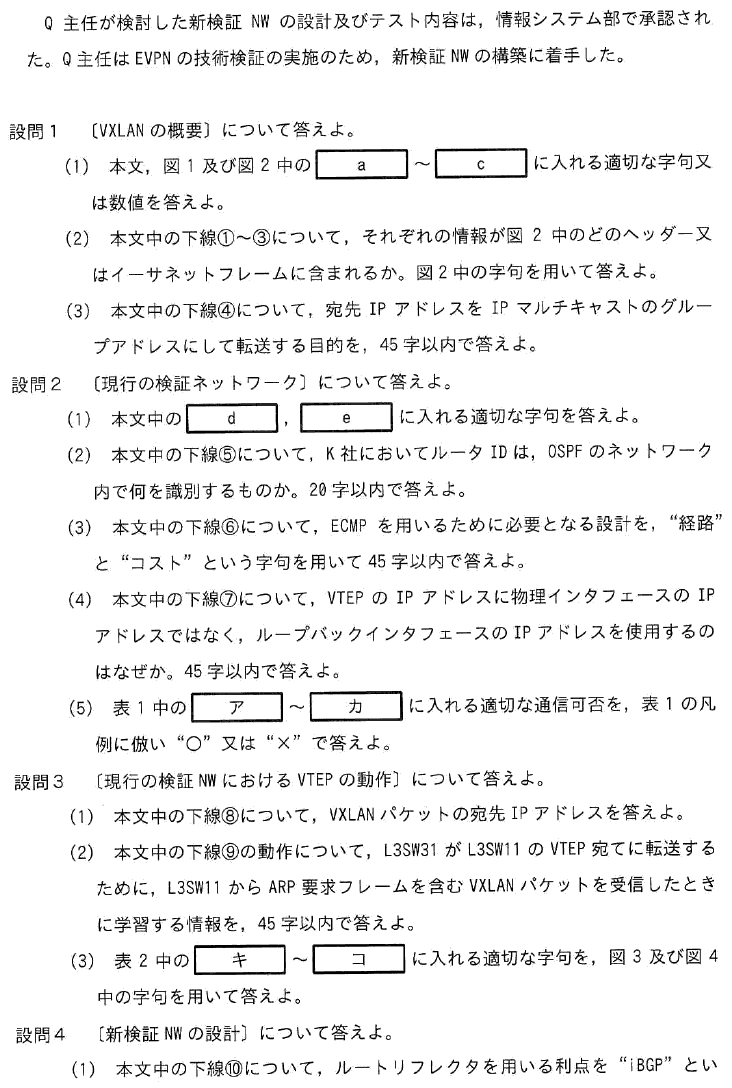 Q 主任が検討した新検証 NW の設計及びテスト内容は，情報システム部で承認され
た。Q主任はEVPNの技術検証の実施のため，新検証NWの構築に着手した。
設問1 〔VXLAN の概要〕について答えよ。
(1) 本文，図 1 及び図 2 中の a ～ c に入れる適切な字句又
は数値を答えよ。
(2) 本文中の下線①～③について，それぞれの情報が図 2 中のどのヘッダー又
はイーサネットフレームに含まれるか。図2中の字句を用いて答えよ。
(3) 本文中の下線④について，宛先 IP アドレスを IP マルチキャストのグルー
プアドレスにして転送する目的を，45 字以内で答えよ。
設問2 〔現行の検証ネットワーク〕について答えよ。
(1) 本文中の d ， e に入れる適切な字句を答えよ。
(2) 本文中の下線⑤について，K 社においてルータ ID は，OSPF のネットワーク
内で何を識別するものか。20 字以内で答えよ。
(3) 本文中の下線⑥について，ECMP を用いるために必要となる設計を，“経路”
と“コスト”という字句を用いて 45 字以内で答えよ。
(4) 本文中の下線⑦について，VTEP の IP アドレスに物理インタフェースの IP
アドレスではなく，ループバックインタフェースの IP アドレスを使用するの
はなぜか。45 字以内で答えよ。
(5) 表 1 中の ア ～ カ に入れる適切な通信可否を，表 1 の凡
例に倣い“○”又は“×”で答えよ。
設問3 〔現行の検証 NW における VTEP の動作〕について答えよ。
(1) 本文中の下線⑧について，VXLAN パケットの宛先 IP アドレスを答えよ。
(2) 本文中の下線⑨の動作について，L3SW31 が L3SW11 の VTEP 宛てに転送する
ために，L3SW11 から ARP 要求フレームを含む VXLAN パケットを受信したとき
に学習する情報を，45 字以内で答えよ。
(3) 表 2 中の キ ～ コ に入れる適切な字句を，図 3 及び図 4
中の字句を用いて答えよ。
設問4 〔新検証 NW の設計〕について答えよ。
(1) 本文中の下線⑩について，ルートリフレクタを用いる利点を“iBGP”とい